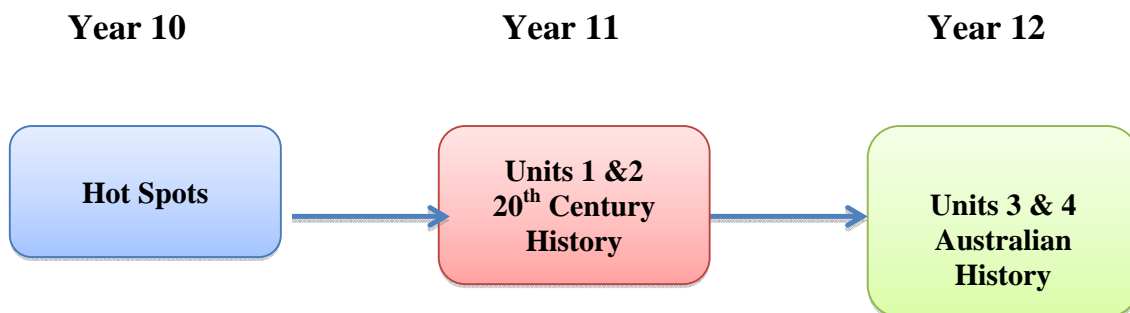 Year 10
Year 11
Year 12
Hot Spots
Units 1 &2
20th Century
History
Units 3 & 4
Australian
History